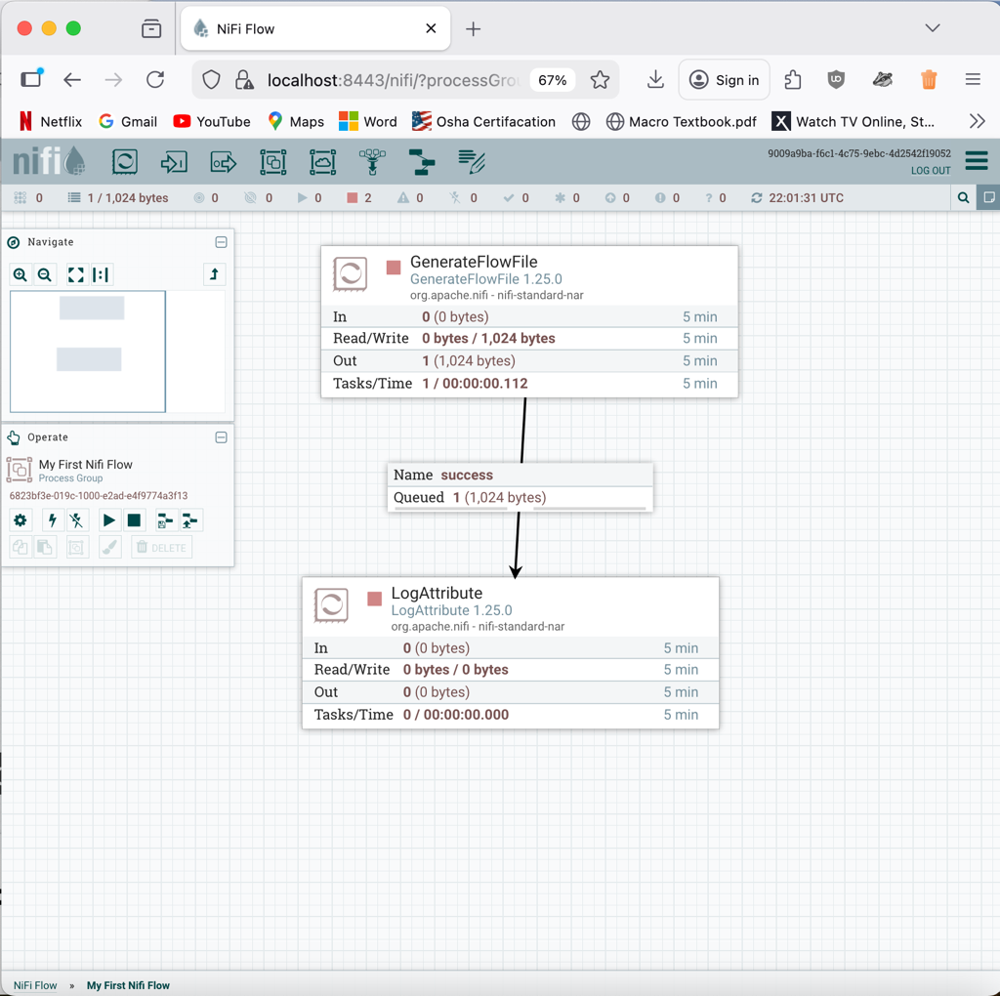 NiFi Flow
localhost:8443/nifi/?processGro
67%
Sign in
Netflix
Gmail
YouTube
Maps
Word
Osha Certifacation
Macro Textbook.pdf
Watch TV Online, St...
nifi
9009a9ba-f6c1-4c75-9ebc-4d2542f19052
LOG OUT
0 1 / 1,024 bytes 0 0 0 2 0 0 0 0 0 0 0 22:01:31 UTC
Navigate
Operate
My First Nifi Flow
Process Group
6823bf3e-019c-1000-e2ad-e4f9774a3f13
DELETE
GenerateFlowFile
GenerateFlowFile 1.25.0
org.apache.nifi - nifi-standard-nar
In 0 (0 bytes) 5 min
Read/Write 0 bytes / 1,024 bytes 5 min
Out 1 (1,024 bytes) 5 min
Tasks/Time 1 / 00:00:00.112 5 min
Name success
Queued 1 (1,024 bytes)
LogAttribute
LogAttribute 1.25.0
org.apache.nifi - nifi-standard-nar
In 0 (0 bytes) 5 min
Read/Write 0 bytes / 0 bytes 5 min
Out 0 (0 bytes) 5 min
Tasks/Time 0 / 00:00:00.000 5 min
NiFi Flow » My First Nifi Flow